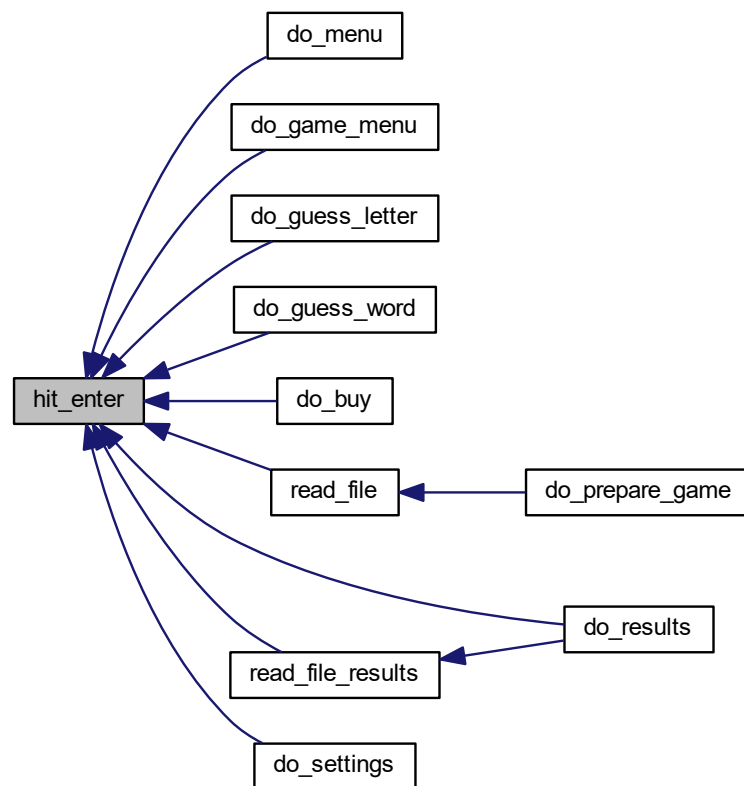 do_menu
do_game_menu
do_guess_letter
do_guess_word
hit_enter
do_buy
read_file
do_prepare_game
do_results
read_file_results
do_settings